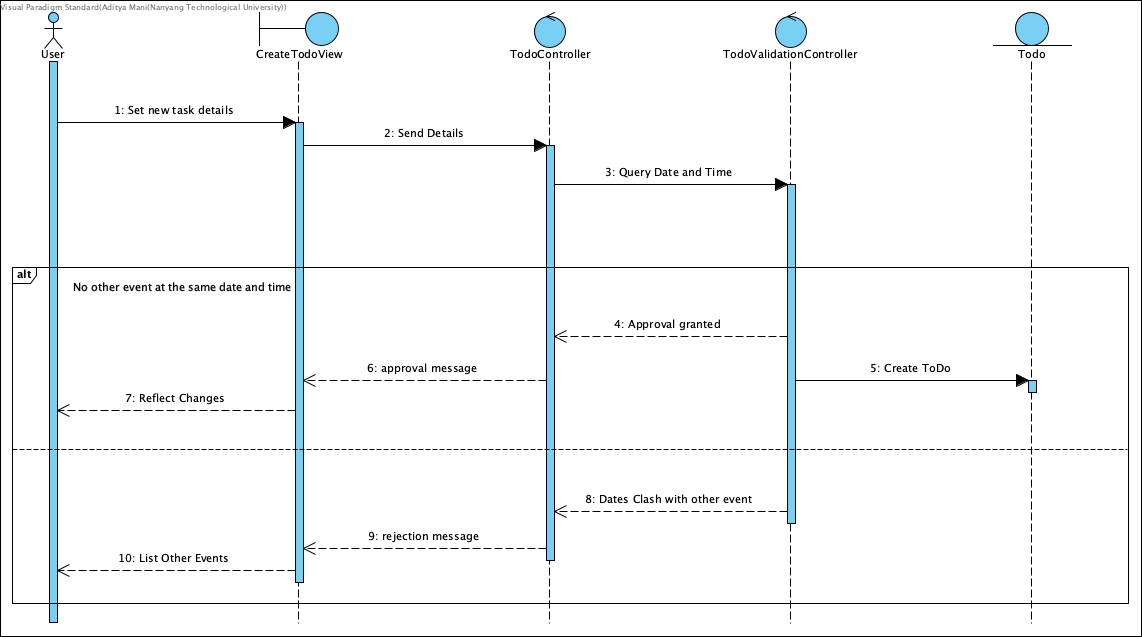 Visual Paradigm Standard(Aditya Mani(Nanyang Technological University))
User
CreateTodoView
TodoController
TodoValidationController
Todo
1: Set new task details
2: Send Details
3: Query Date and Time
alt
No other event at the same date and time
4: Approval granted
6: approval message
5: Create ToDo
7: Reflect Changes
8: Dates Clash with other event
9: rejection message
10: List Other Events